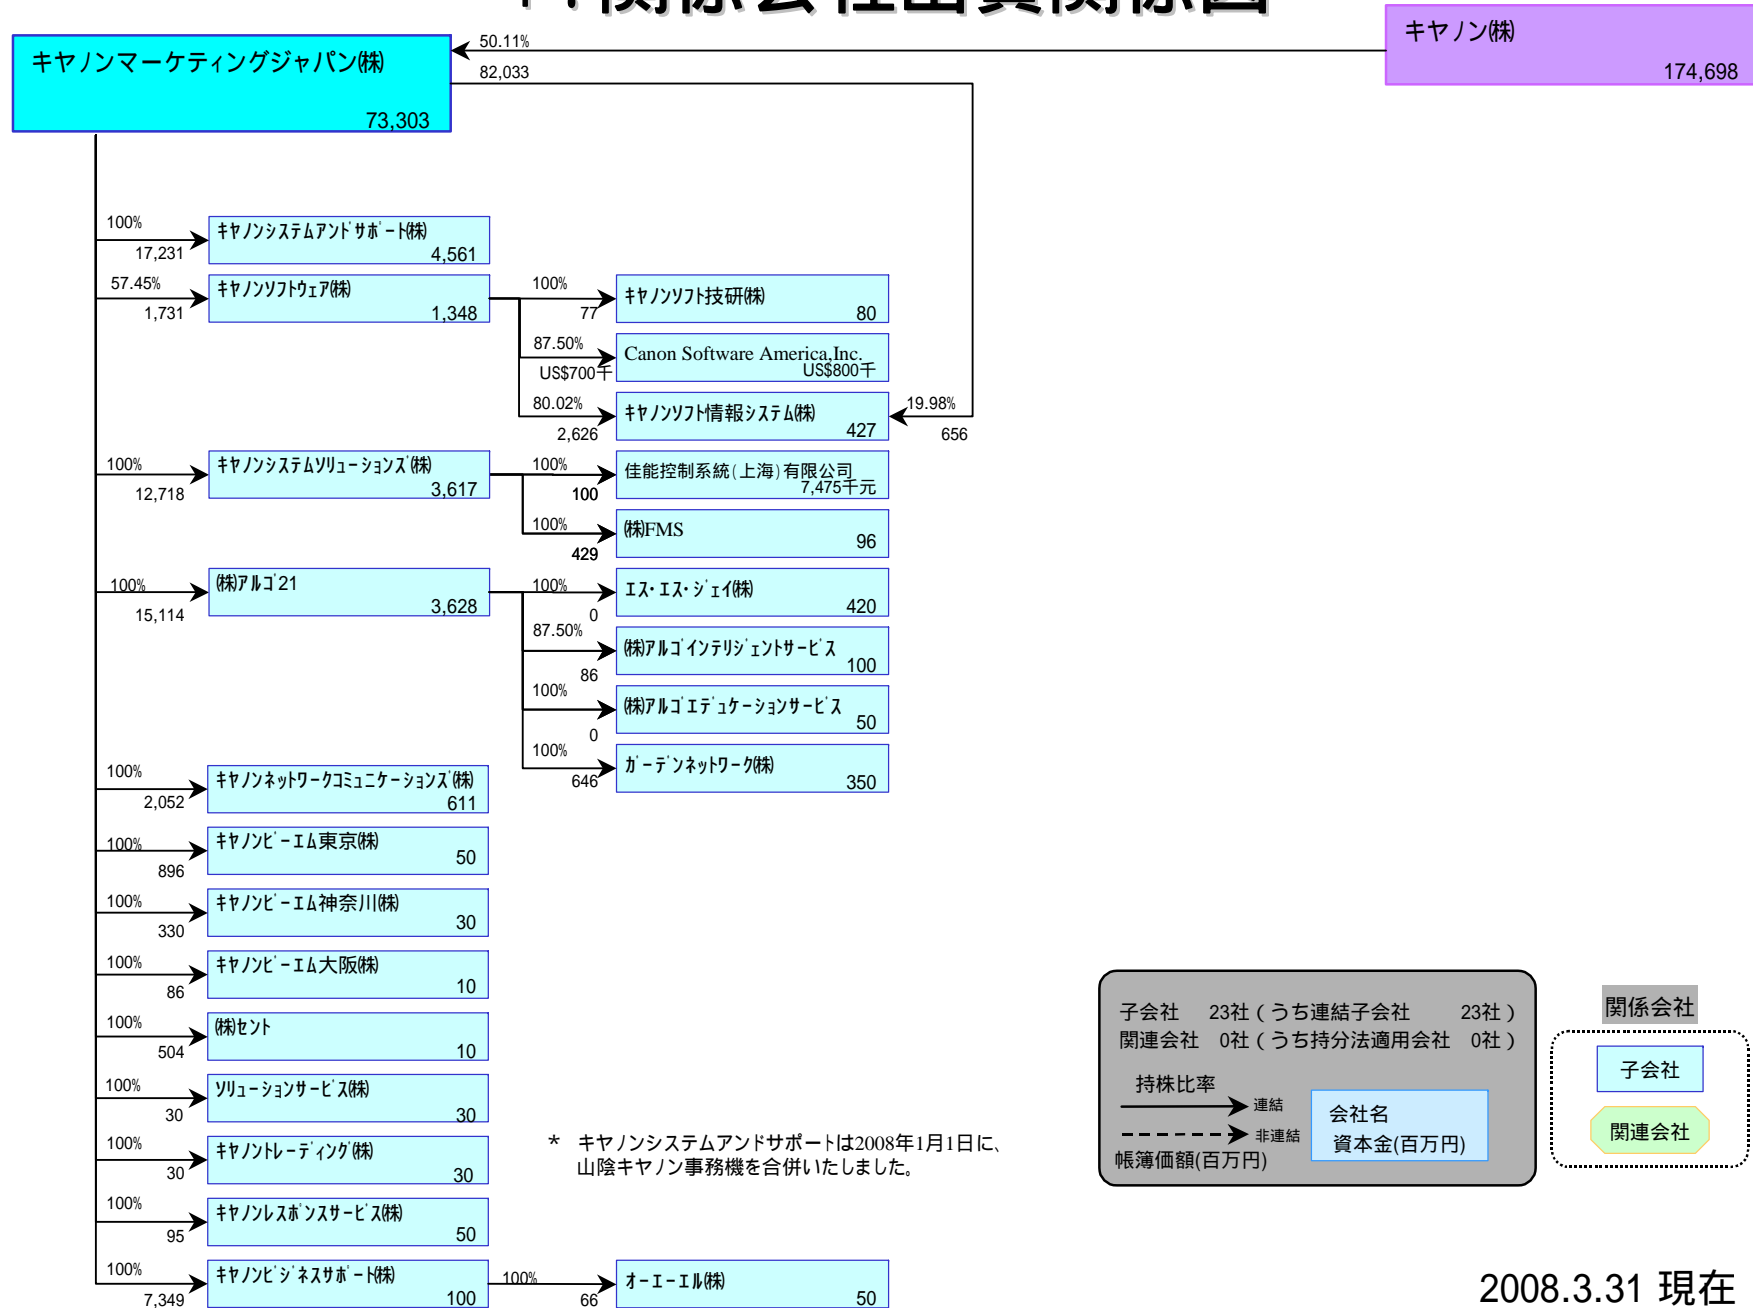 関係会社出資関係図
キヤノンマーケティングジャパン(株)
73,303
50.11%
82,033
キヤノン(株)
174,698
100%
17,231
キヤノンシステムアンドサポート(株)
4,561
57.45%
1,731
キヤノンソフトウェア(株)
1,348
100%
77
キヤノンソフト技研(株)
80
87.50%
US$700千
Canon Software America,Inc.
US$800千
80.02%
2,626
キヤノンソフト情報システム(株)
427
19.98%
656
100%
12,718
キヤノンシステムソリューションズ(株)
3,617
100%
100
佳能控制系統(上海)有限公司
7,475千元
100%
429
(株)FMS
96
100%
15,114
(株)アルゴ21
3,628
100%
0
エス・エス・ジェイ(株)
420
87.50%
86
(株)アルゴインテリジェントサービス
100
100%
0
(株)アルゴエデュケーションサービス
50
100%
646
ガーデンネットワーク(株)
350
100%
2,052
キヤノンネットワークコミュニケーションズ(株)
611
100%
896
キヤノンビーエム東京(株)
50
100%
330
キヤノンビーエム神奈川(株)
30
100%
86
キヤノンビーエム大阪(株)
10
100%
504
(株)セント
10
100%
30
ソリューションサービス(株)
30
100%
30
キヤノントレーディング(株)
30
100%
95
キヤノンレスポンスサービス(株)
50
100%
7,349
キヤノンビジネスサポート(株)
100
100%
66
オーエーエル(株)
50
* キヤノンシステムアンドサポートは2008年1月1日に、
山陰キヤノン事務機を合併いたしました。
子会社 23社(うち連結子会社 23社)
関連会社 0社(うち持分法適用会社 0社)
持株比率
連結
非連結
帳簿価額(百万円)
会社名
資本金(百万円)
関係会社
子会社
関連会社
2008.3.31 現在